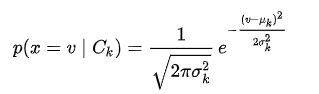 p(x = v | C_k) = \frac{1}{\sqrt{2\pi\sigma_k^2}} e^{-\frac{(v-\mu_k)^2}{2\sigma_k^2}}